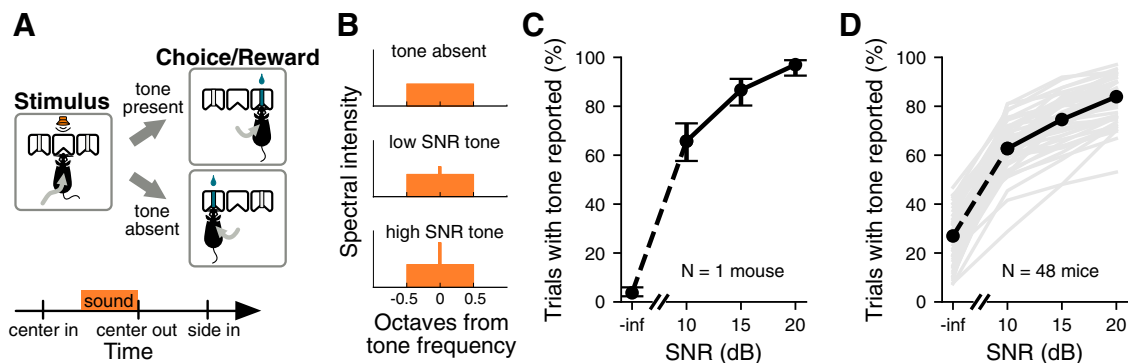 A
Stimulus
Choice/Reward
tone
present
tone
absent
sound
center in
center out
side in
Time
B
Spectral intensity
tone absent
low SNR tone
high SNR tone
-0.5
0
0.5
Octaves from
tone frequency
C
Trials with tone reported (%)
100
80
60
40
20
0
N = 1 mouse
-inf
10
15
20
SNR (dB)
D
Trials with tone reported (%)
100
80
60
40
20
0
N = 48 mice
-inf
10
15
20
SNR (dB)